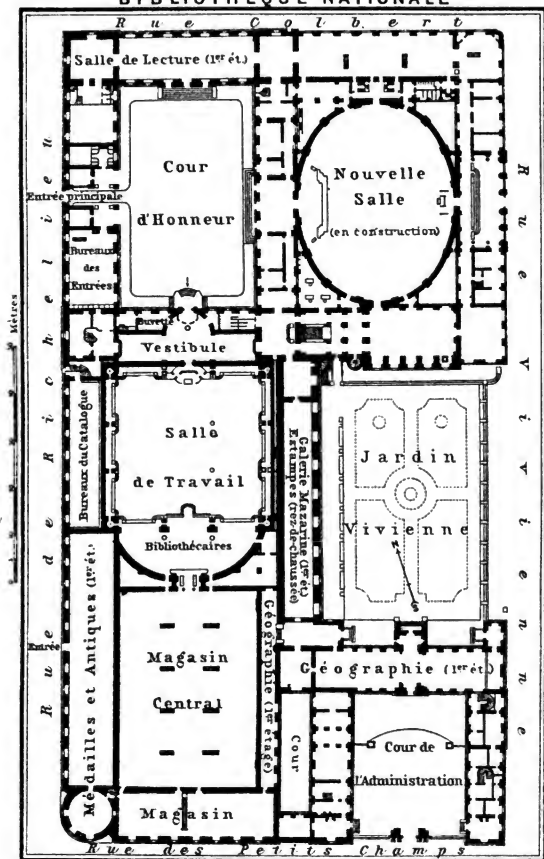 BIBLIOTHÈQUE NATIONALE
Rue Colbert
Salle de Lecture (1er ét.)
Cour
d'Honneur
Nouvelle
Salle
(en construction)
Entrée principale
Bureaux
des
Entrées
Buvette
Vestibule
Mètres
Rue de Richelieu
Rue Vivienne
Bureaux du Catalogue
Salle
de Travail
Galerie Mazarine (1er ét.)
Estampes (rez-de-chaussée)
Jardin
Vivienne
Bibliothécaires
Médailles et Antiques (1er ét.)
Entrée
Magasin
Central
Géographie (1er étage)
Géographie (1er ét.)
Cour
Cour de
l'Administration
Magasin
Rue des Petits Champs